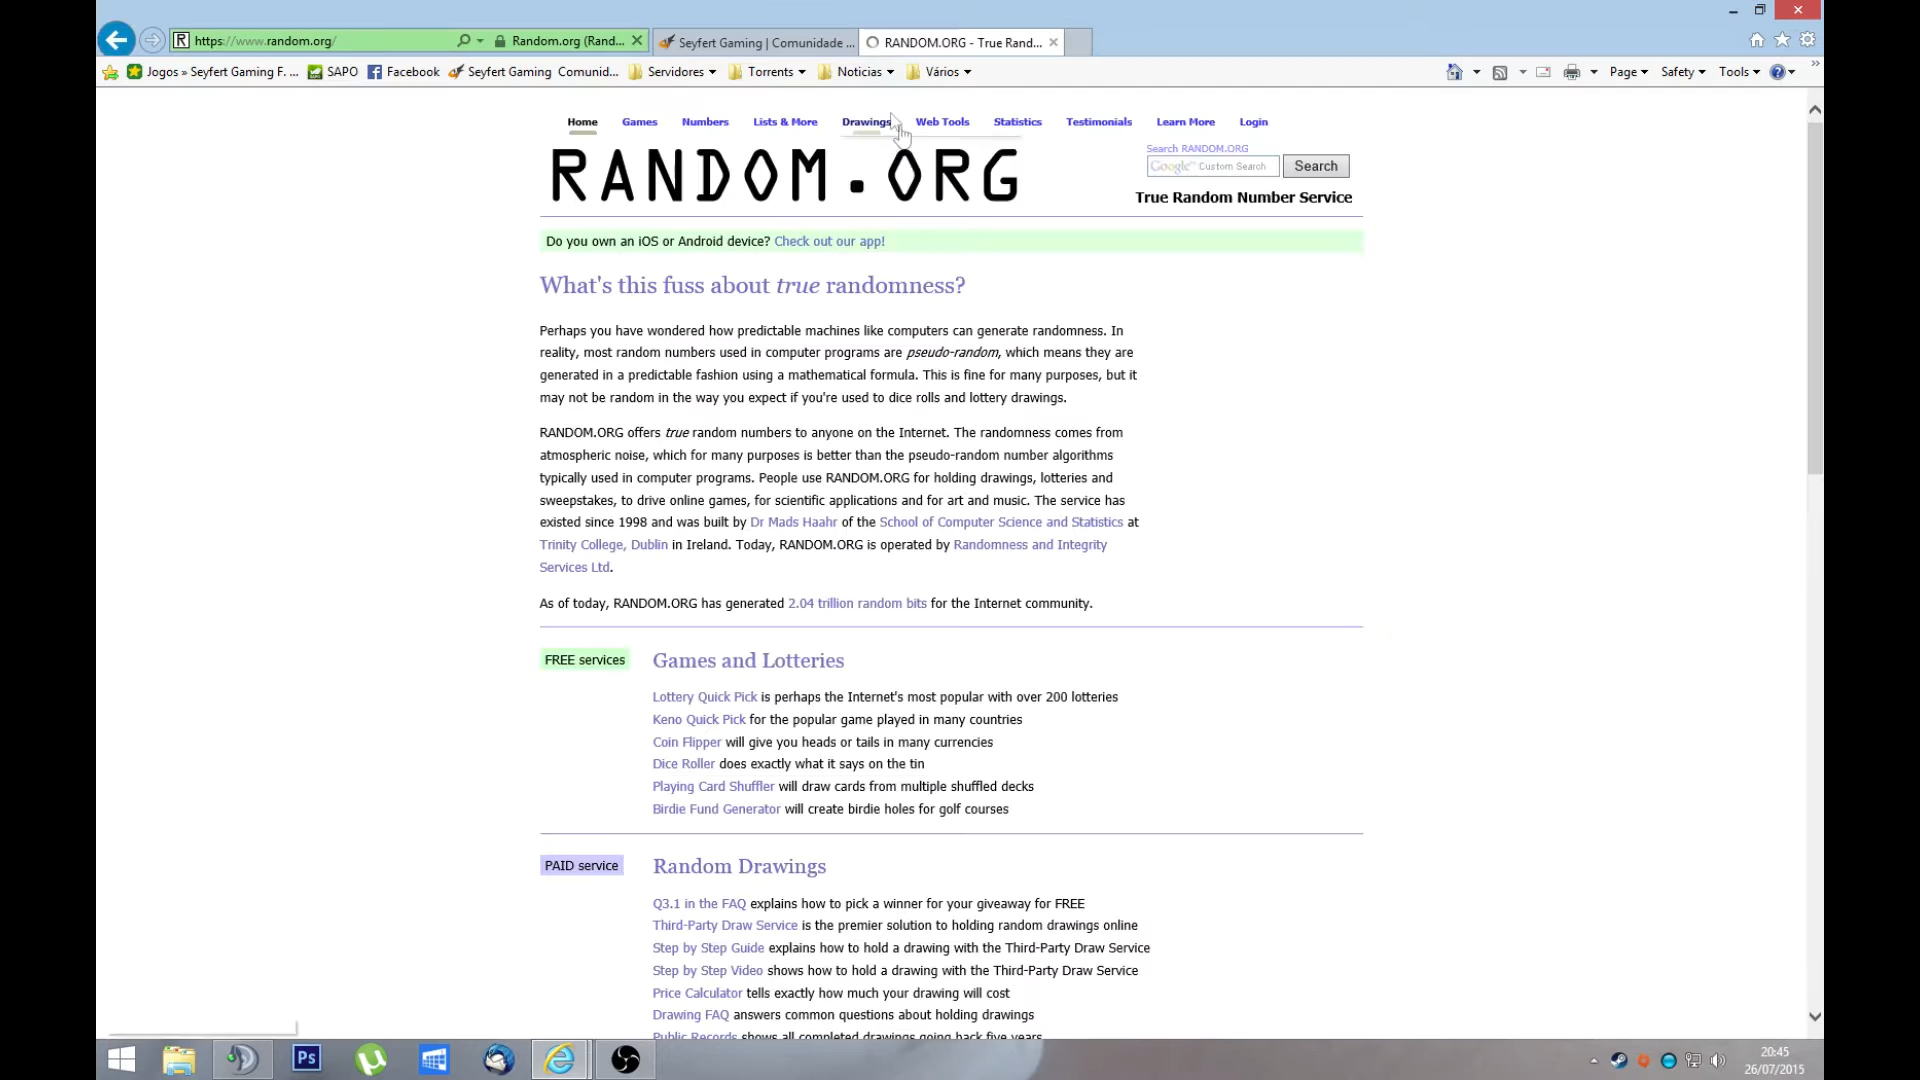 https://www.random.org/
Random.org (Rand...
Seyfert Gaming | Comunidade ...
RANDOM.ORG - True Rand...
Jogos » Seyfert Gaming F. ...
SAPO
Facebook
Seyfert Gaming Comunid...
Servidores
Torrents
Noticias
Vários
Page
Safety
Tools
Home
Games
Numbers
Lists & More
Drawings
Web Tools
Statistics
Testimonials
Learn More
Login
RANDOM.ORG
Search RANDOM.ORG
Google™ Custom Search
Search
True Random Number Service
Do you own an iOS or Android device? Check out our app!
What's this fuss about true randomness?
Perhaps you have wondered how predictable machines like computers can generate randomness. In
reality, most random numbers used in computer programs are pseudo-random, which means they are
generated in a predictable fashion using a mathematical formula. This is fine for many purposes, but it
may not be random in the way you expect if you're used to dice rolls and lottery drawings.
RANDOM.ORG offers true random numbers to anyone on the Internet. The randomness comes from
atmospheric noise, which for many purposes is better than the pseudo-random number algorithms
typically used in computer programs. People use RANDOM.ORG for holding drawings, lotteries and
sweepstakes, to drive online games, for scientific applications and for art and music. The service has
existed since 1998 and was built by Dr Mads Haahr of the School of Computer Science and Statistics at
Trinity College, Dublin in Ireland. Today, RANDOM.ORG is operated by Randomness and Integrity
Services Ltd.
As of today, RANDOM.ORG has generated 2.04 trillion random bits for the Internet community.
FREE services
Games and Lotteries
Lottery Quick Pick is perhaps the Internet's most popular with over 200 lotteries
Keno Quick Pick for the popular game played in many countries
Coin Flipper will give you heads or tails in many currencies
Dice Roller does exactly what it says on the tin
Playing Card Shuffler will draw cards from multiple shuffled decks
Birdie Fund Generator will create birdie holes for golf courses
PAID service
Random Drawings
Q3.1 in the FAQ explains how to pick a winner for your giveaway for FREE
Third-Party Draw Service is the premier solution to holding random drawings online
Step by Step Guide explains how to hold a drawing with the Third-Party Draw Service
Step by Step Video shows how to hold a drawing with the Third-Party Draw Service
Price Calculator tells exactly how much your drawing will cost
Drawing FAQ answers common questions about holding drawings
Public Records shows all completed drawings going back five years
Ps
20:45
26/07/2015